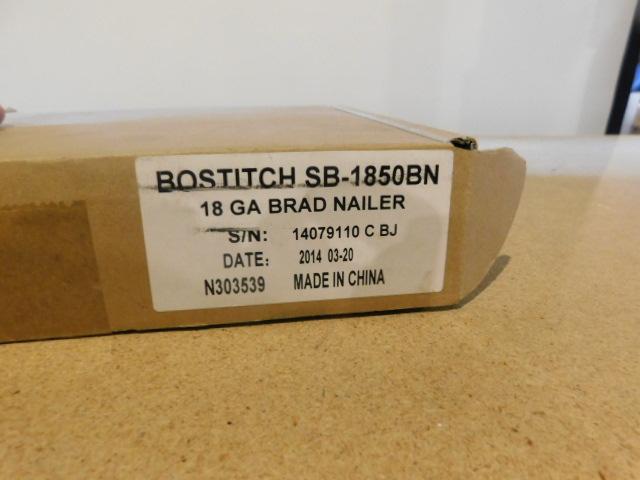 BOSTITCH SB-1850BN
18 GA BRAD NAILER
S/N: 14079110 C BJ
DATE: 2014 03-20
N303539 MADE IN CHINA